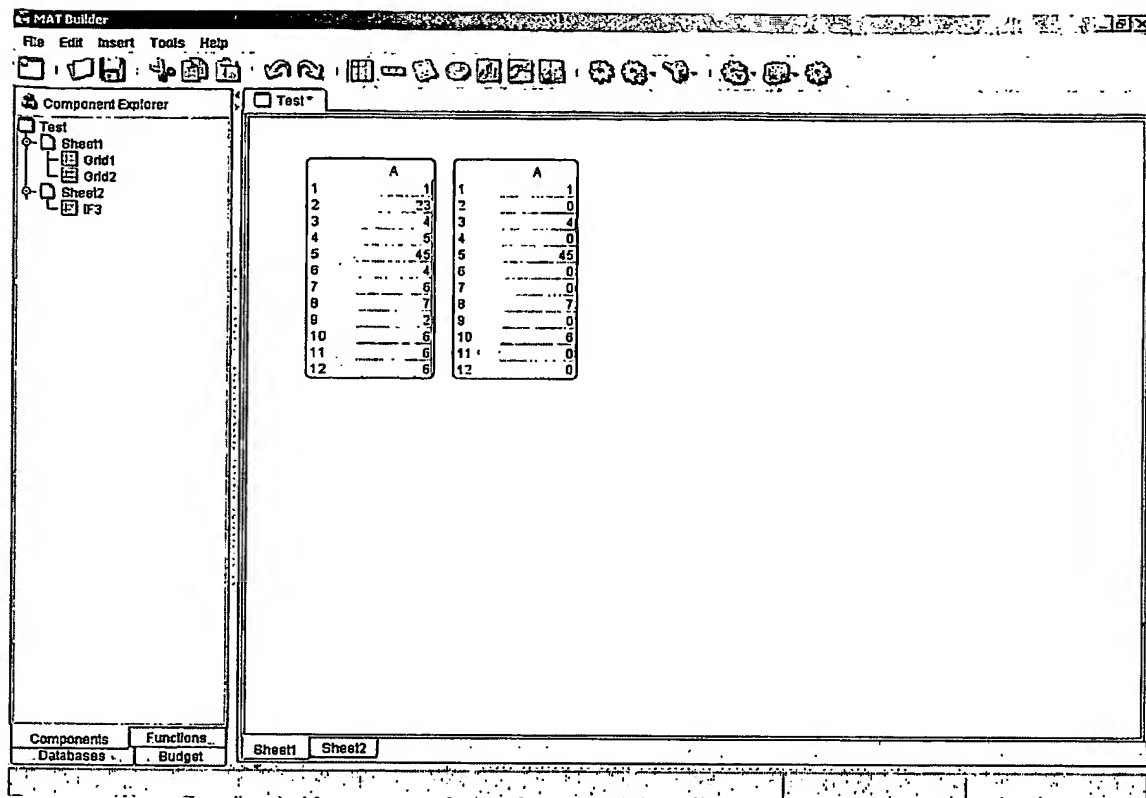 MAT Builder
File Edit Insert Tools Help
Component Explorer
Test*
Test
Sheet1
Grid1
Grid2
Sheet2
IF3
A A
1 1 1 1
2 23 2 0
3 4 3 4
4 5 4 0
5 45 5 45
6 4 6 0
7 6 7 0
8 7 8 7
9 2 9 0
10 6 10 6
11 6 11 0
12 6 12 0
Components Functions
Databases Budget
Sheet1 Sheet2